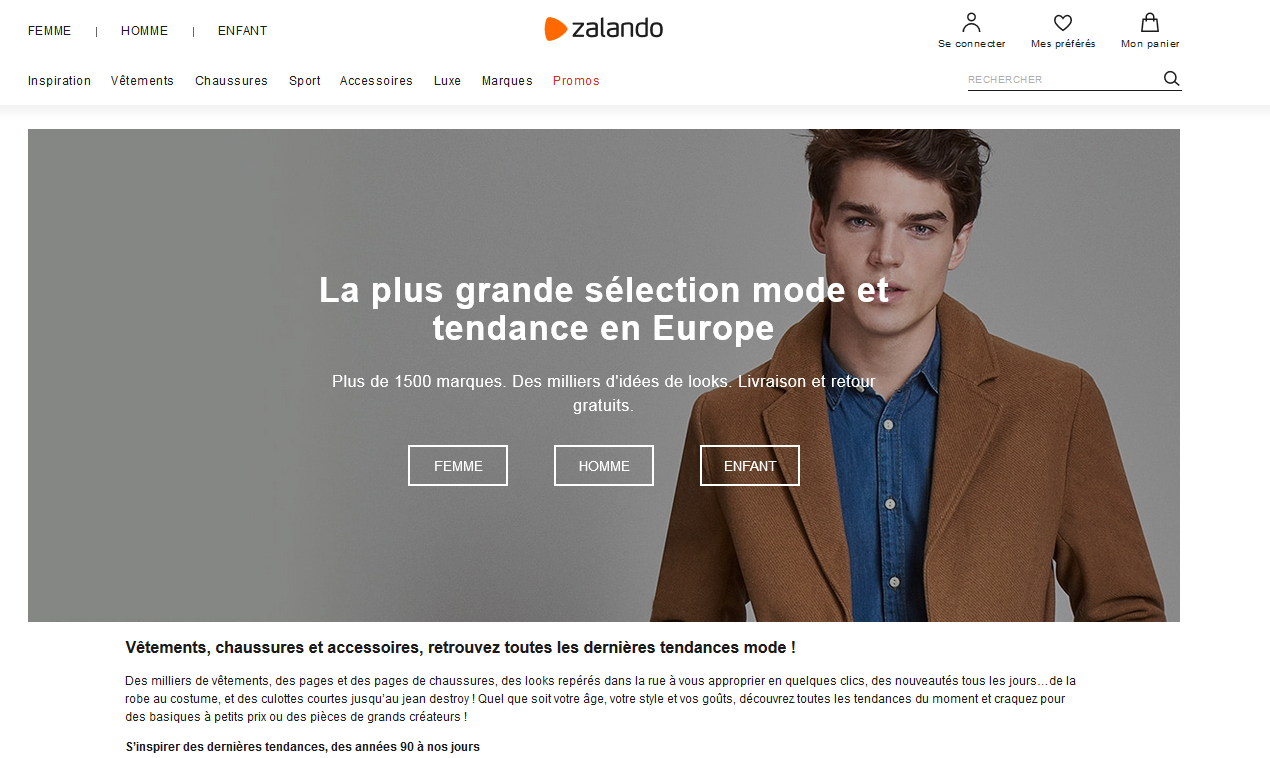 FEMME | HOMME | ENFANT
zalando
Se connecter
Mes préférés
Mon panier
Inspiration Vêtements Chaussures Sport Accessoires Luxe Marques Promos
RECHERCHER
La plus grande sélection mode et
tendance en Europe
Plus de 1500 marques. Des milliers d'idées de looks. Livraison et retour
gratuits.
FEMME
HOMME
ENFANT
Vêtements, chaussures et accessoires, retrouvez toutes les dernières tendances mode !
Des milliers de vêtements, des pages et des pages de chaussures, des looks repérés dans la rue à vous approprier en quelques clics, des nouveautés tous les jours…de la
robe au costume, et des culottes courtes jusqu’au jean destroy ! Quel que soit votre âge, votre style et vos goûts, découvrez toutes les tendances du moment et craquez pour
des basiques à petits prix ou des pièces de grands créateurs !
S’inspirer des dernières tendances, des années 90 à nos jours